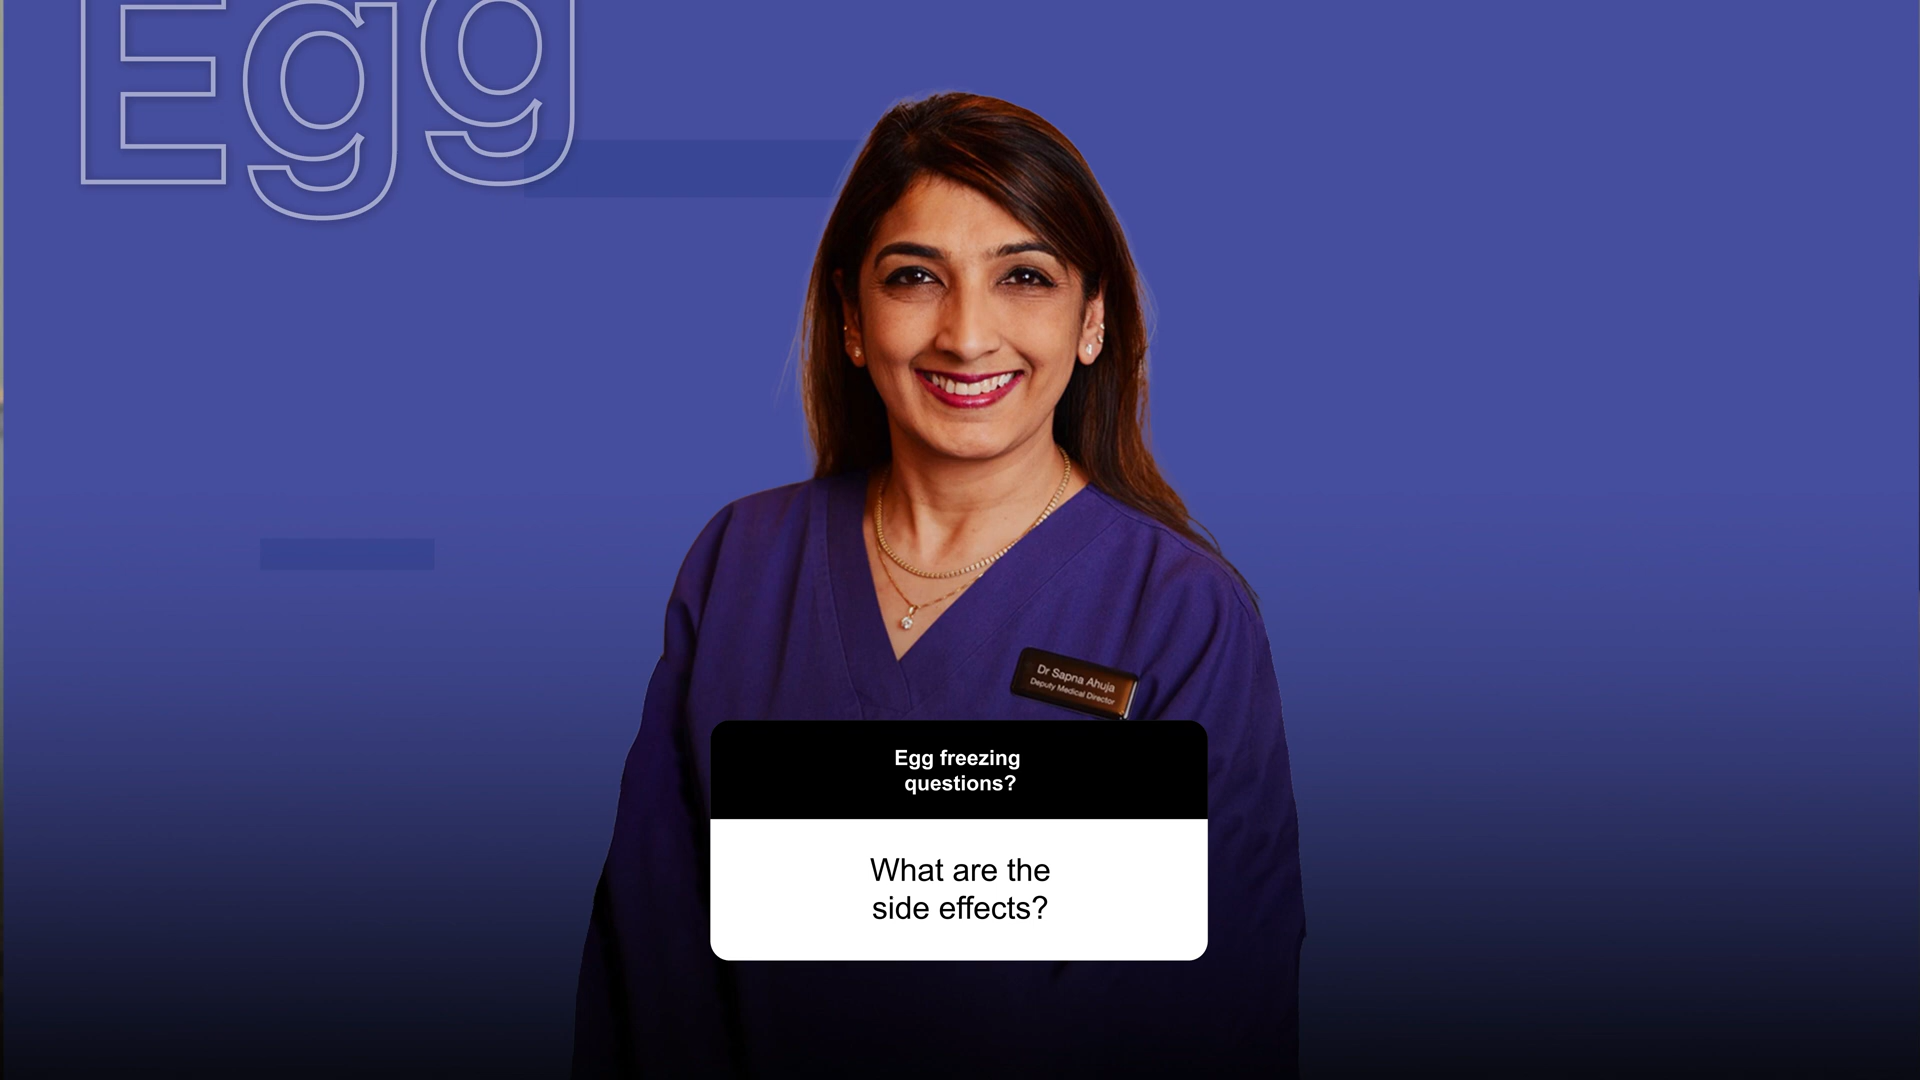 Egg
Dr Sapna Ahuja
Deputy Medical Director
Egg freezing
questions?
What are the
side effects?